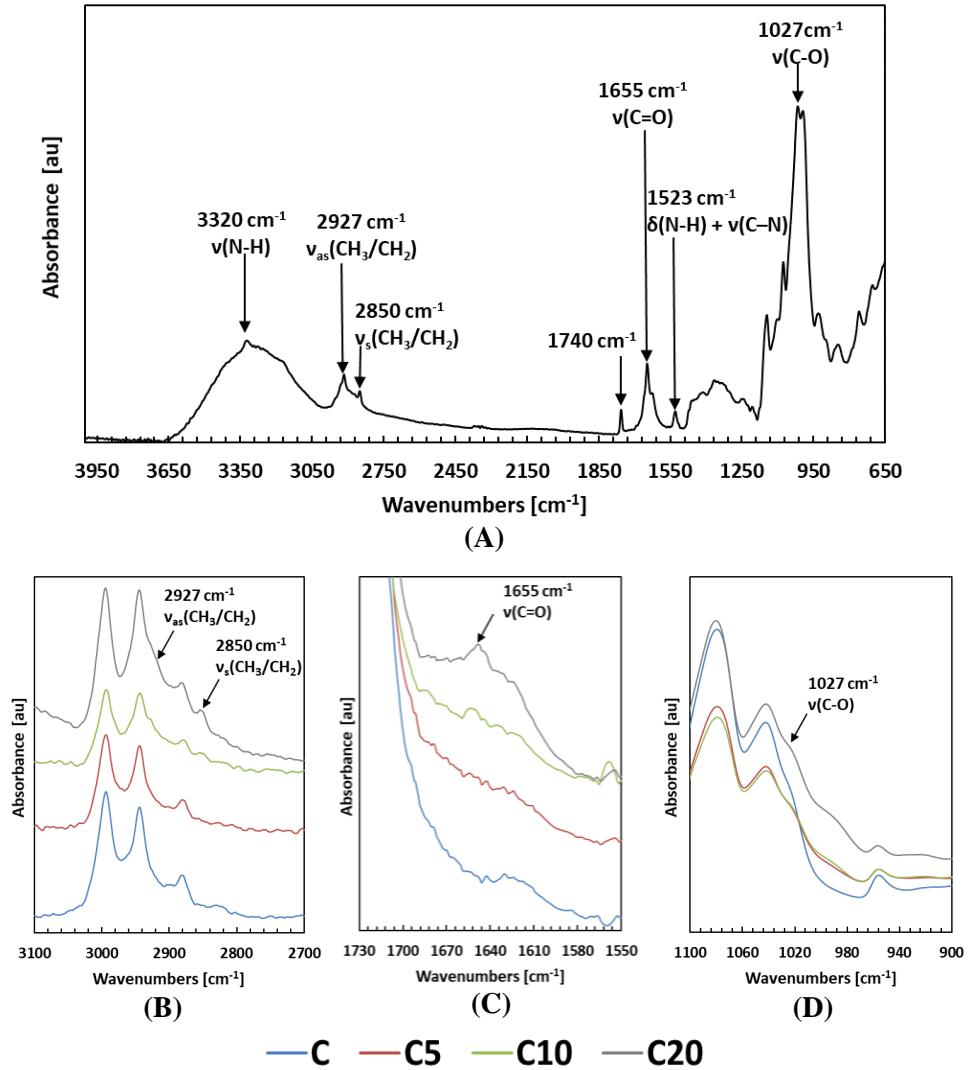 1027cm⁻¹
ν(C-O)
1655 cm⁻¹
ν(C=O)
1523 cm⁻¹
δ(N-H) + ν(C–N)
3320 cm⁻¹
ν(N-H)
2927 cm⁻¹
νas(CH₃/CH₂)
2850 cm⁻¹
νs(CH₃/CH₂)
1740 cm⁻¹
Absorbance [au]
3950 3650 3350 3050 2750 2450 2150 1850 1550 1250 950 650
Wavenumbers [cm⁻¹]
(A)
2927 cm⁻¹
νas(CH₃/CH₂)
2850 cm⁻¹
νs(CH₃/CH₂)
Absorbance [au]
3100 3000 2900 2800 2700
Wavenumbers [cm⁻¹]
(B)
1655 cm⁻¹
ν(C=O)
Absorbance [au]
1730 1700 1670 1640 1610 1580 1550
Wavenumbers [cm⁻¹]
(C)
1027 cm⁻¹
ν(C-O)
Absorbance [au]
1100 1060 1020 980 940 900
Wavenumbers [cm⁻¹]
(D)
C C5 C10 C20